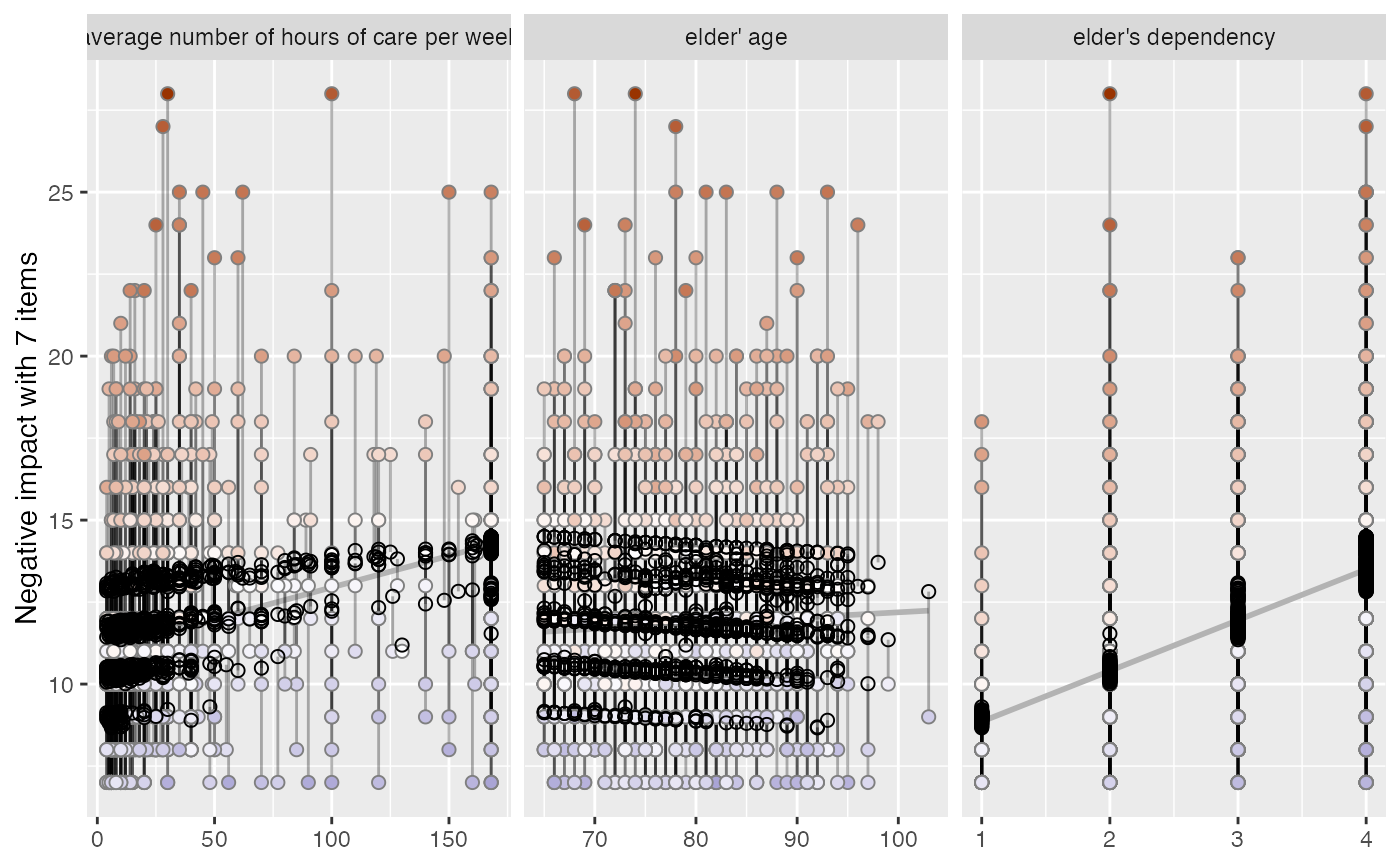 average number of hours of care per week
elder' age
elder's dependency
Negative impact with 7 items
25
20
15
10
0 50 100 150
70 80 90 100
1 2 3 4